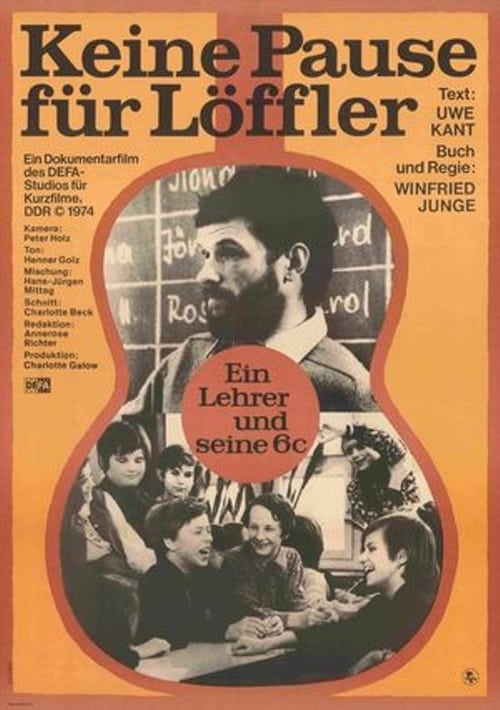 Keine Pause
für Löffler
Text:
UWE
KANT
Buch
und Regie:
WINFRIED
JUNGE
Ein Dokumentarfilm
des DEFA-
Studios für
Kurzfilme,
DDR © 1974
Kamera:
Peter Holz
Ton:
Henner Golz
Mischung:
Hans-Jürgen
Mittag
Schnitt:
Charlotte Beck
Redaktion:
Annerose
Richter
Produktion:
Charlotte Galow
DEFA
Ein
Lehrer
und
seine 6c